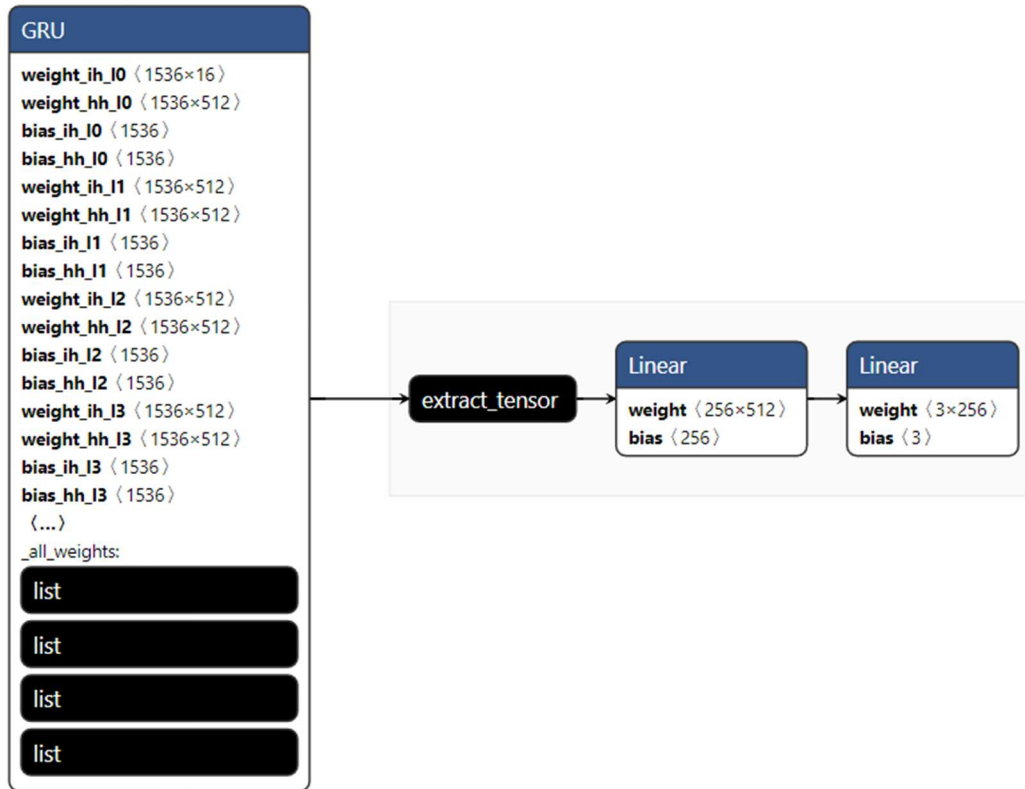 GRU
weight_ih_l0〈1536×16〉
weight_hh_l0〈1536×512〉
bias_ih_l0〈1536〉
bias_hh_l0〈1536〉
weight_ih_l1〈1536×512〉
weight_hh_l1〈1536×512〉
bias_ih_l1〈1536〉
bias_hh_l1〈1536〉
weight_ih_l2〈1536×512〉
weight_hh_l2〈1536×512〉
bias_ih_l2〈1536〉
bias_hh_l2〈1536〉
weight_ih_l3〈1536×512〉
weight_hh_l3〈1536×512〉
bias_ih_l3〈1536〉
bias_hh_l3〈1536〉
〈...〉
_all_weights:
list
list
list
list
extract_tensor
Linear
weight〈256×512〉
bias〈256〉
Linear
weight〈3×256〉
bias〈3〉